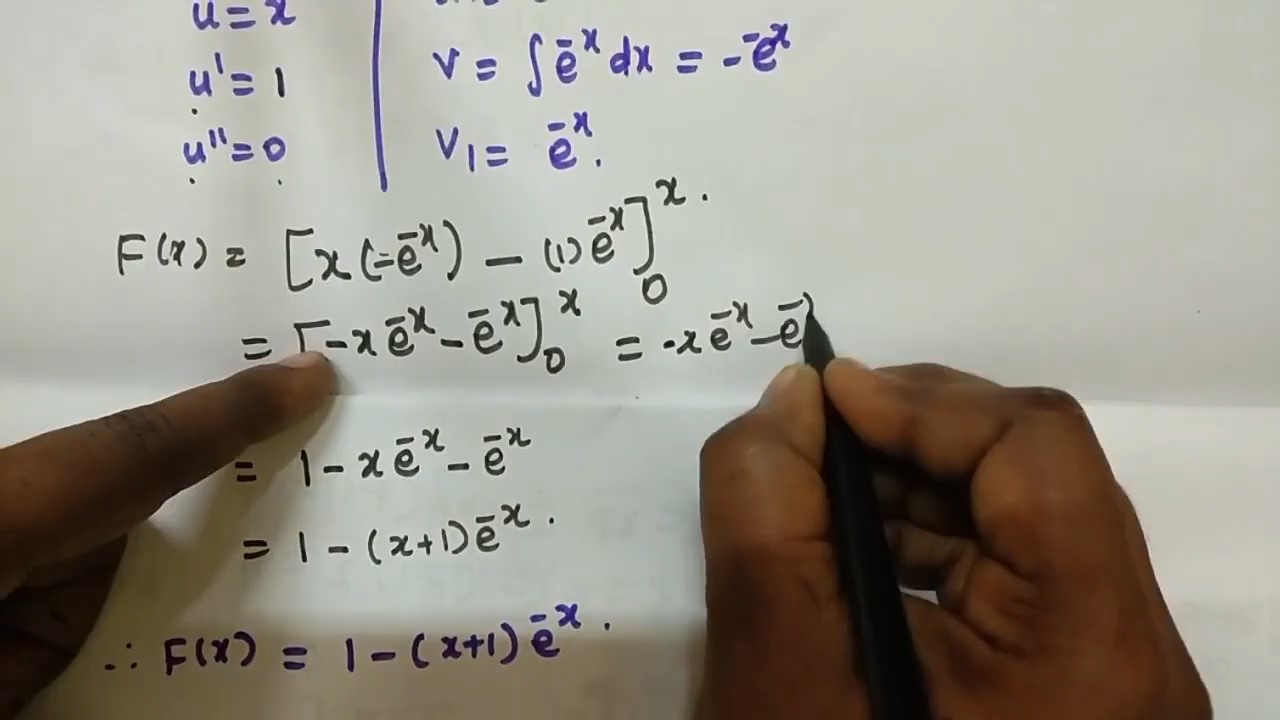 u = x
u' = 1
v = ∫e⁻ˣ dx = -e⁻ˣ
u'' = 0
v₁ = e⁻ˣ.
F(x) = [x(-e⁻ˣ) - (1)e⁻ˣ]₀ˣ.
= [-xe⁻ˣ - e⁻ˣ]₀ˣ = -xe⁻ˣ - e⁻
= 1 - xe⁻ˣ - e⁻ˣ
= 1 - (x+1)e⁻ˣ.
∴ F(x) = 1 - (x+1)e⁻ˣ.